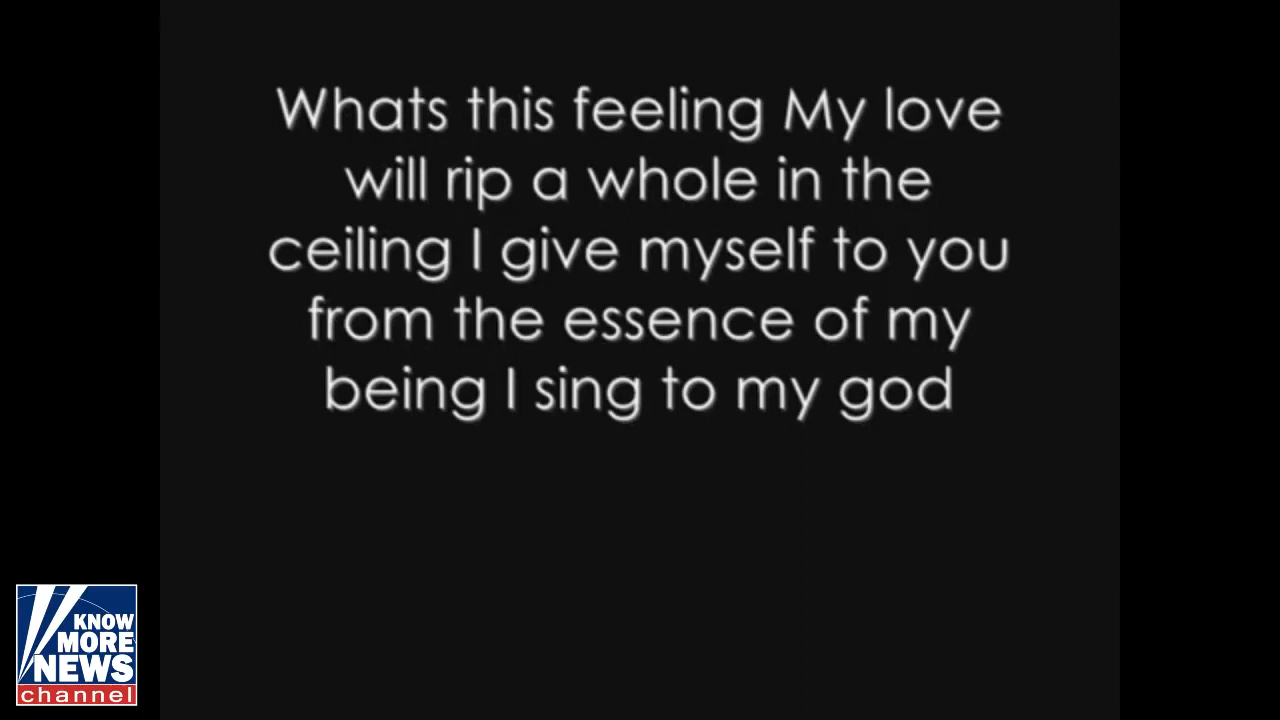 Whats this feeling My love
will rip a whole in the
ceiling I give myself to you
from the essence of my
being I sing to my god
KNOW
MORE
NEWS
channel